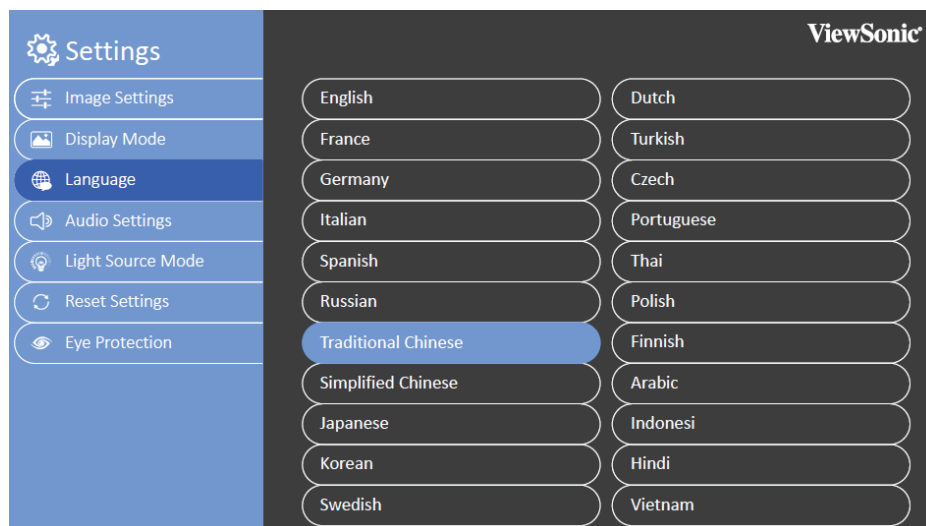 Settings
ViewSonic
Image Settings
Display Mode
Language
Audio Settings
Light Source Mode
Reset Settings
Eye Protection
English
France
Germany
Italian
Spanish
Russian
Traditional Chinese
Simplified Chinese
Japanese
Korean
Swedish
Dutch
Turkish
Czech
Portuguese
Thai
Polish
Finnish
Arabic
Indonesi
Hindi
Vietnam